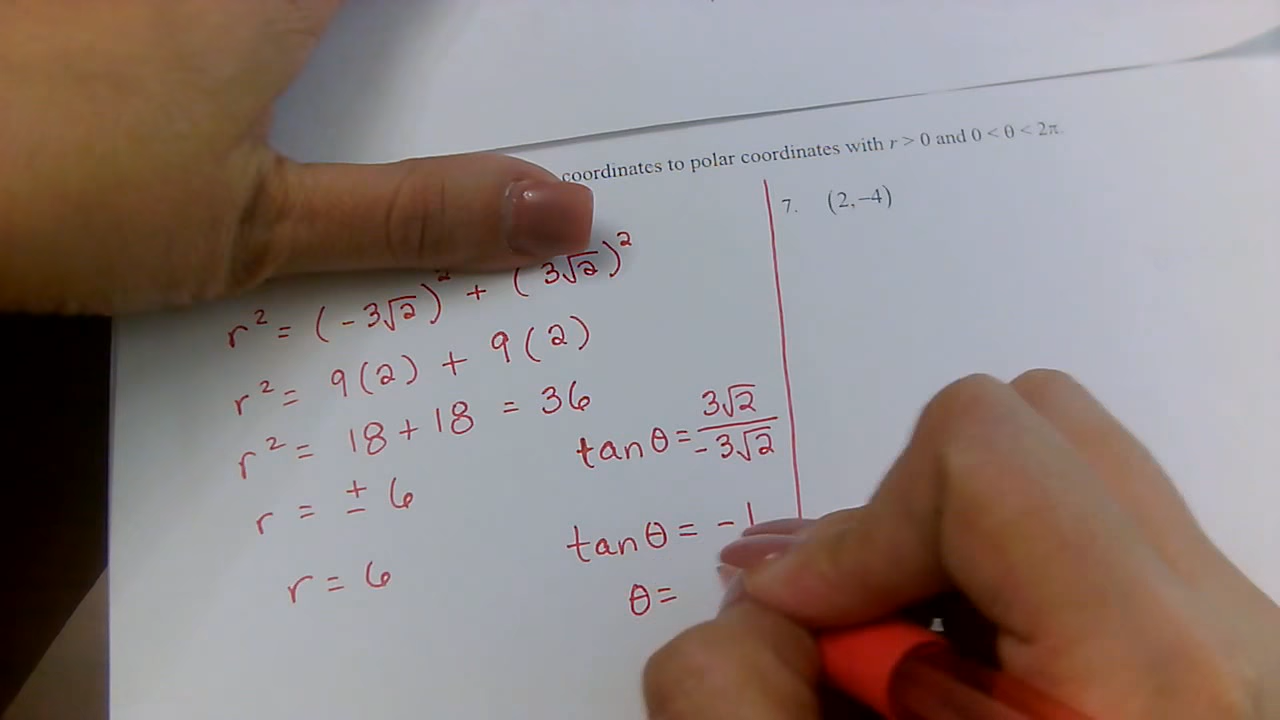 coordinates to polar coordinates with r > 0 and 0 < θ < 2π.
r² = (-3√2)² + (3√2)²
r² = 9(2) + 9(2)
r² = 18 + 18 = 36
r = ± 6
r = 6
tan θ = 3√2 / -3√2
tan θ = -1
θ =
7. (2,-4)